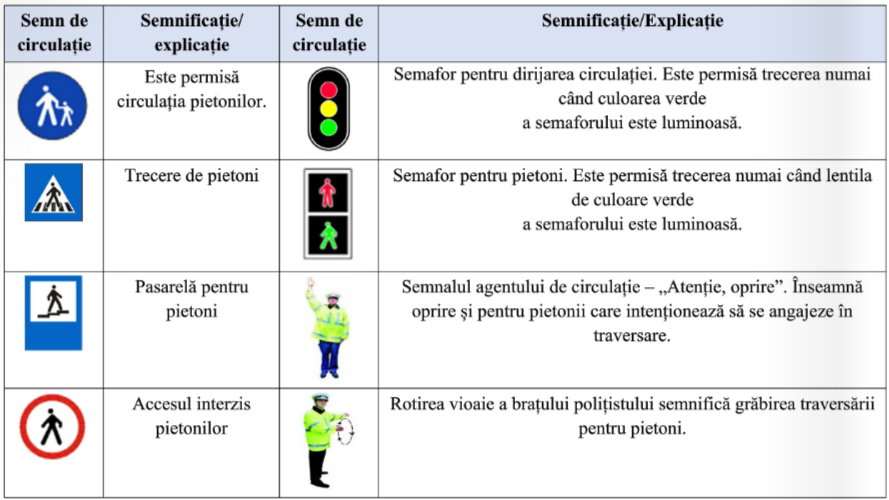 Semn de
circulație
Semnificație/
explicație
Semn de
circulație
Semnificație/Explicație
Este permisă
circulația pietonilor.
Semafor pentru dirijarea circulației. Este permisă trecerea numai
când culoarea verde
a semaforului este luminoasă.
Trecere de pietoni
Semafor pentru pietoni. Este permisă trecerea numai când lentila
de culoare verde
a semaforului este luminoasă.
Pasarelă pentru
pietoni
Semnalul agentului de circulație – „Atenție, oprire”. Înseamnă
oprire și pentru pietonii care intenționează să se angajeze în
traversare.
Accesul interzis
pietonilor
Rotirea vioaie a brațului polițistului semnifică grăbirea traversării
pentru pietoni.